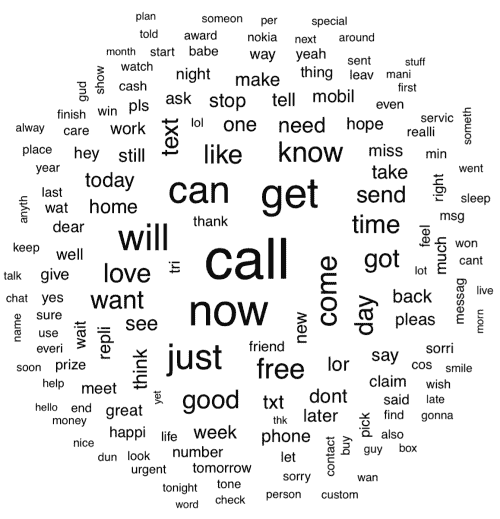 plan someon per special
told award nokia next around
month start babe way yeah
watch night thing sent stuff
gud show cash make leav mani first
pls ask stop tell mobil even
finish win text lol one need hope servic someth
alway care work realli
place hey still like know miss min
year today take went
last can get send right sleep
anyth wat home thank msg
dear will time feel
keep well call got much won cant
talk give love tri come lot
chat yes want now day back messag live
name sure see new pleas morn
use wait repli
everi just friend say sorri
soon prize think free lor cos smile
help meet yet claim wish
hello end great good txt dont said late
money thk later pick find gonna
happi life week phone also
nice number contact buy guy box
dun look let
urgent tomorrow sorry wan
tonight tone person custom
word check